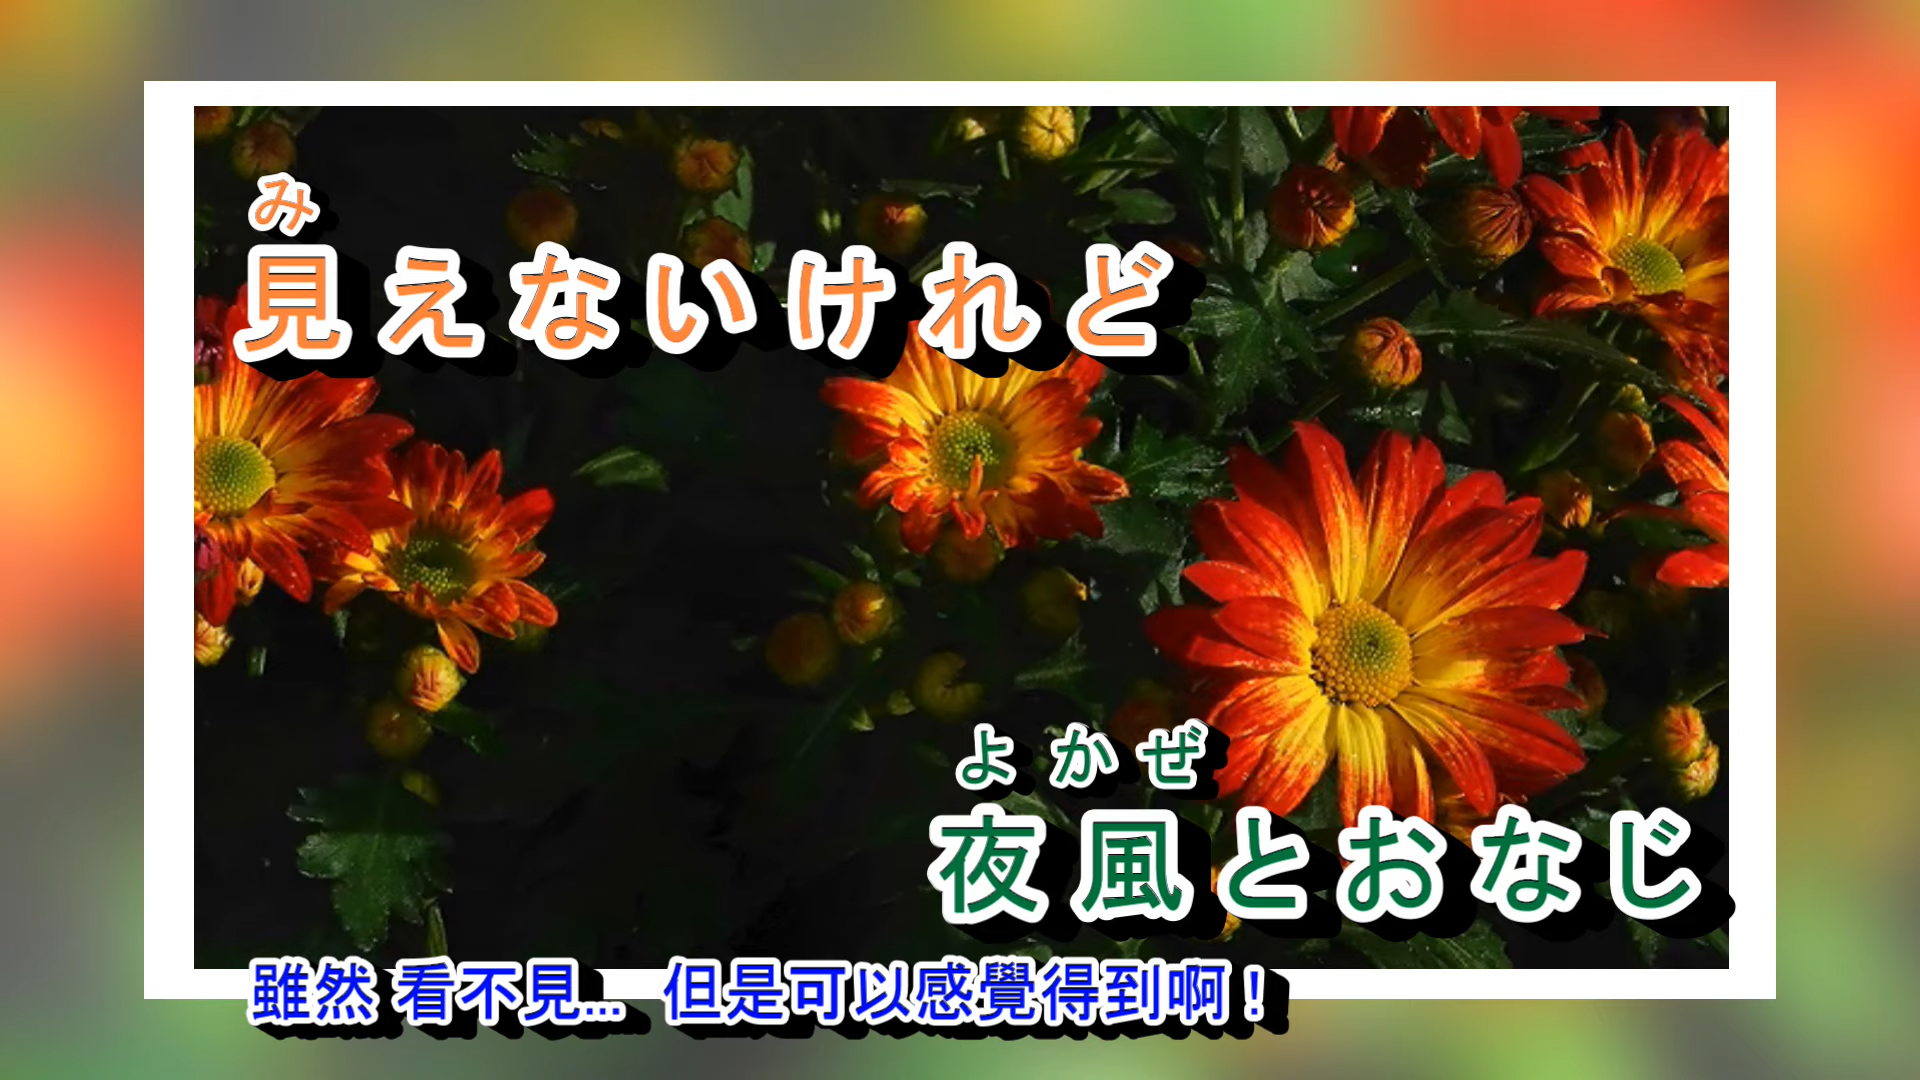 み
見えないけれど
よかぜ
夜風とおなじ
雖然 看不見... 但是可以感覺得到啊！